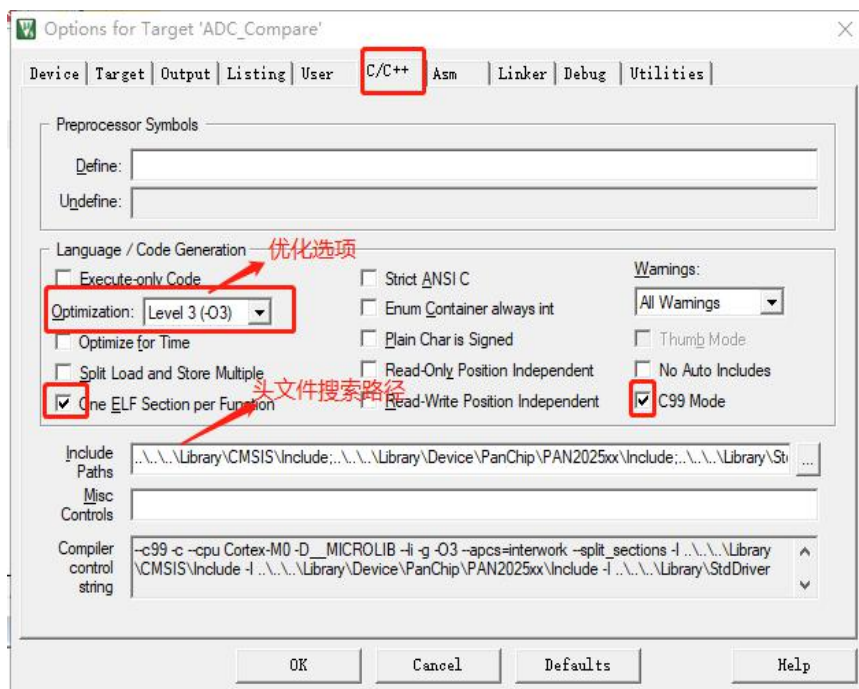 Options for Target 'ADC_Compare'
Device Target Output Listing User C/C++ Asm Linker Debug Utilities
Preprocessor Symbols
Define:
Undefine:
Language / Code Generation
优化选项
Execute-only Code
Strict ANSI C
Warnings:
Optimization: Level 3 (-O3)
Enum Container always int
All Warnings
Optimize for Time
Plain Char is Signed
Thumb Mode
Split Load and Store Multiple
Read-Only Position Independent
No Auto Includes
头文件搜索路径
One ELF Section per Function
Read-Write Position Independent
C99 Mode
Include Paths
..\..\..\Library\CMSIS\Include;..\..\..\Library\Device\PanChip\PAN2025xx\Include;..\..\..\Library\St
...
Misc Controls
Compiler control string
--c99 -c --cpu Cortex-M0 -D__MICROLIB --li -g -O3 --apcs=interwork --split_sections -I ..\..\..\Library
\CMSIS\Include -I ..\..\..\Library\Device\PanChip\PAN2025xx\Include -I ..\..\..\Library\StdDriver
OK Cancel Defaults Help